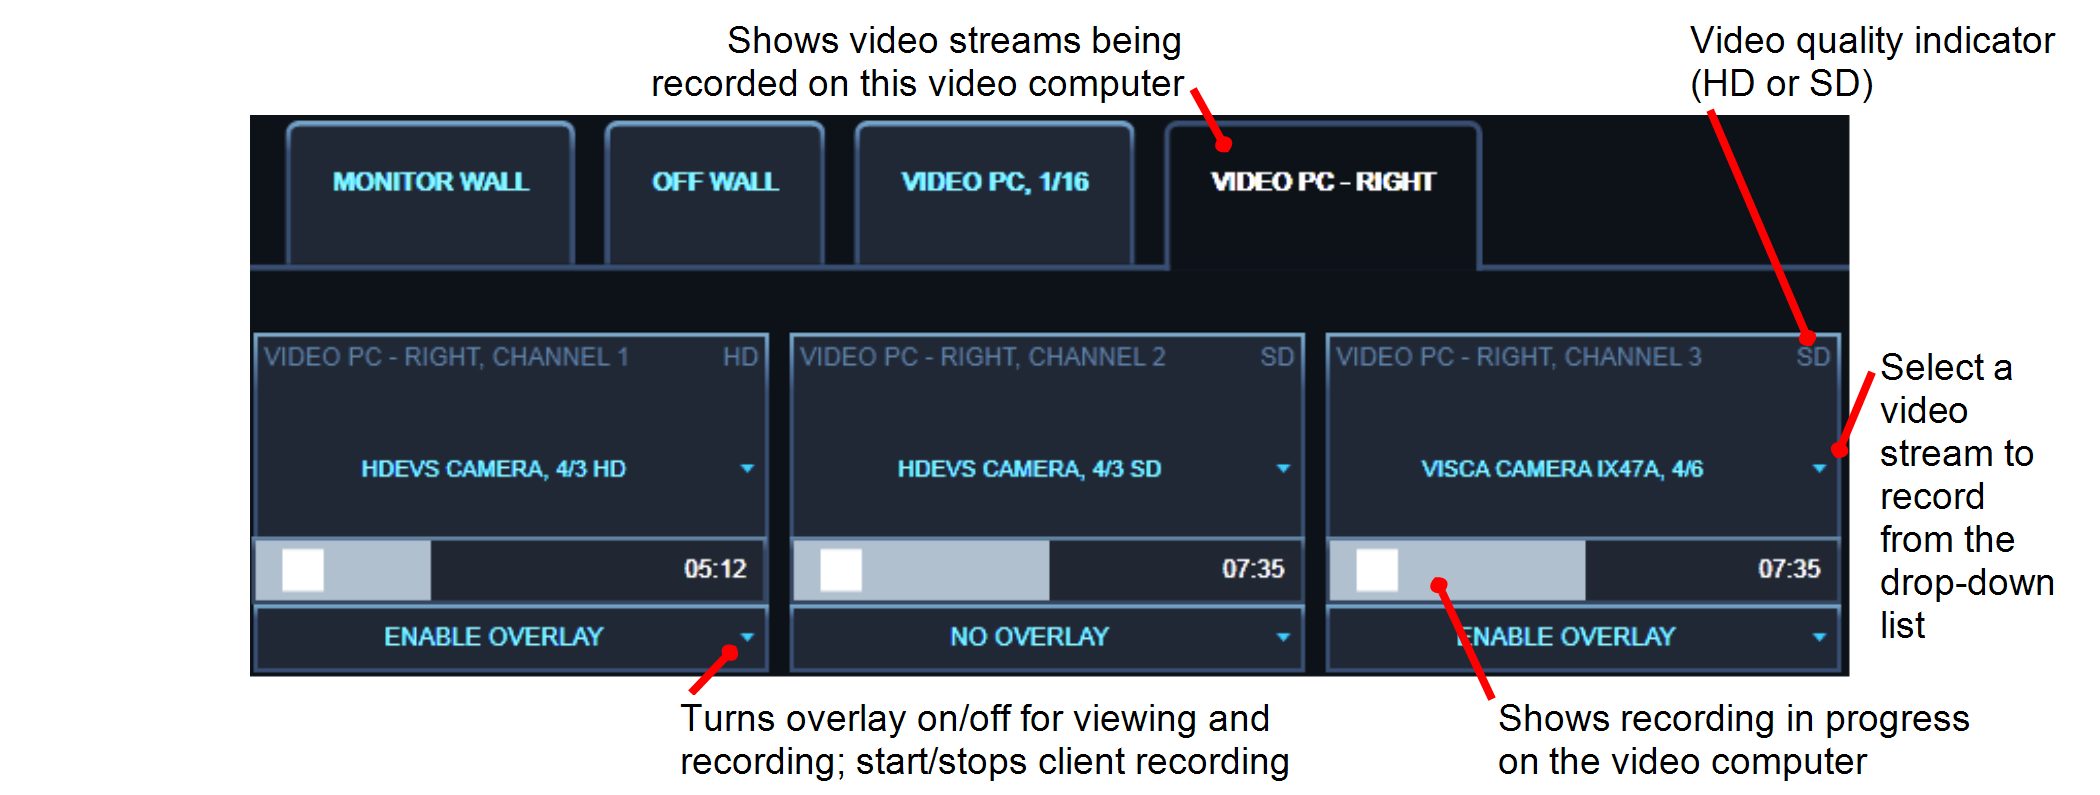 Shows video streams being
recorded on this video computer
Video quality indicator
(HD or SD)
MONITOR WALL
OFF WALL
VIDEO PC, 1/16
VIDEO PC - RIGHT
VIDEO PC - RIGHT, CHANNEL 1 HD
VIDEO PC - RIGHT, CHANNEL 2 SD
VIDEO PC - RIGHT, CHANNEL 3 SD
HDEVS CAMERA, 4/3 HD
HDEVS CAMERA, 4/3 SD
VISCA CAMERA IX47A, 4/6
05:12
07:35
07:35
ENABLE OVERLAY
NO OVERLAY
ENABLE OVERLAY
Select a
video
stream to
record
from the
drop-down
list
Turns overlay on/off for viewing and
recording; start/stops client recording
Shows recording in progress
on the video computer